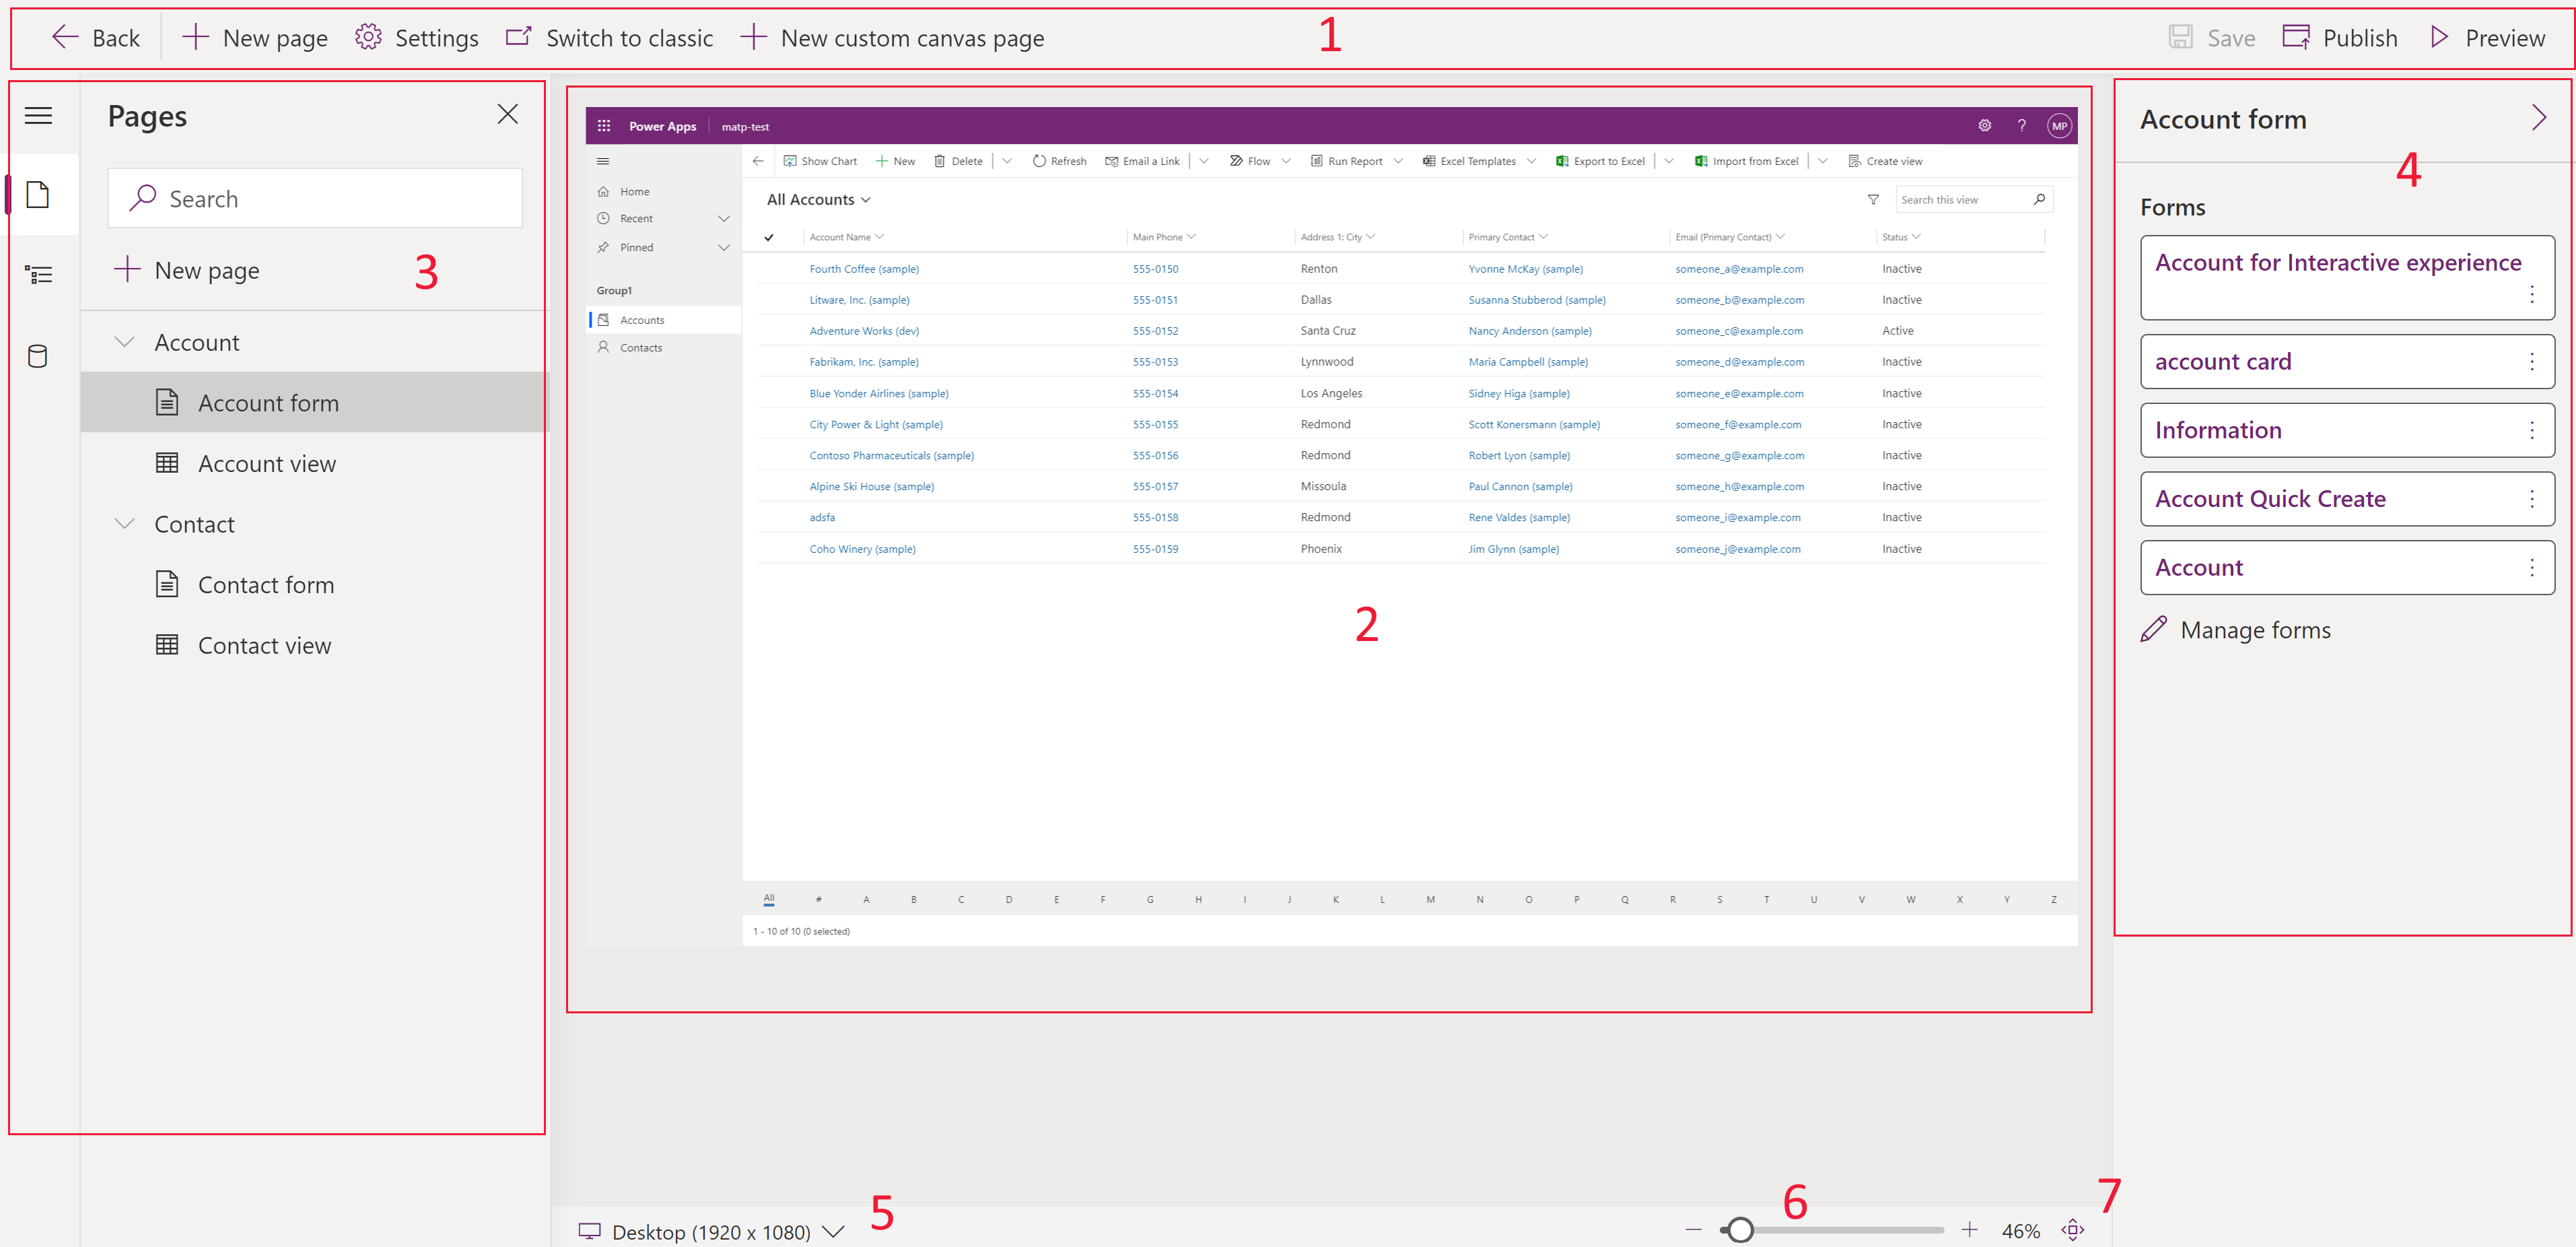 Back New page Settings Switch to classic New custom canvas page 1 Save Publish Preview
Pages
Search
New page 3
Account
Account form
Account view
Contact
Contact form
Contact view
Power Apps matp-test ? MP
Show Chart New Delete Refresh Email a Link Flow Run Report Excel Templates Export to Excel Import from Excel Create view
Home
Recent
Pinned
Group1
Accounts
Contacts
All Accounts Search this view
Account Name Main Phone Address 1: City Primary Contact Email (Primary Contact) Status
Fourth Coffee (sample) 555-0150 Renton Yvonne McKay (sample) someone_a@example.com Inactive
Litware, Inc. (sample) 555-0151 Dallas Susanna Stubberod (sample) someone_b@example.com Inactive
Adventure Works (dev) 555-0152 Santa Cruz Nancy Anderson (sample) someone_c@example.com Active
Fabrikam, Inc. (sample) 555-0153 Lynnwood Maria Campbell (sample) someone_d@example.com Inactive
Blue Yonder Airlines (sample) 555-0154 Los Angeles Sidney Higa (sample) someone_e@example.com Inactive
City Power & Light (sample) 555-0155 Redmond Scott Konersmann (sample) someone_f@example.com Inactive
Contoso Pharmaceuticals (sample) 555-0156 Redmond Robert Lyon (sample) someone_g@example.com Inactive
Alpine Ski House (sample) 555-0157 Missoula Paul Cannon (sample) someone_h@example.com Inactive
adsfa 555-0158 Redmond Rene Valdes (sample) someone_i@example.com Inactive
Coho Winery (sample) 555-0159 Phoenix Jim Glynn (sample) someone_j@example.com Inactive
2
All # A B C D E F G H I J K L M N O P Q R S T U V W X Y Z
1 - 10 of 10 (0 selected)
Account form
4
Forms
Account for Interactive experience
account card
Information
Account Quick Create
Account
Manage forms
Desktop (1920 x 1080) 5 6 46% 7